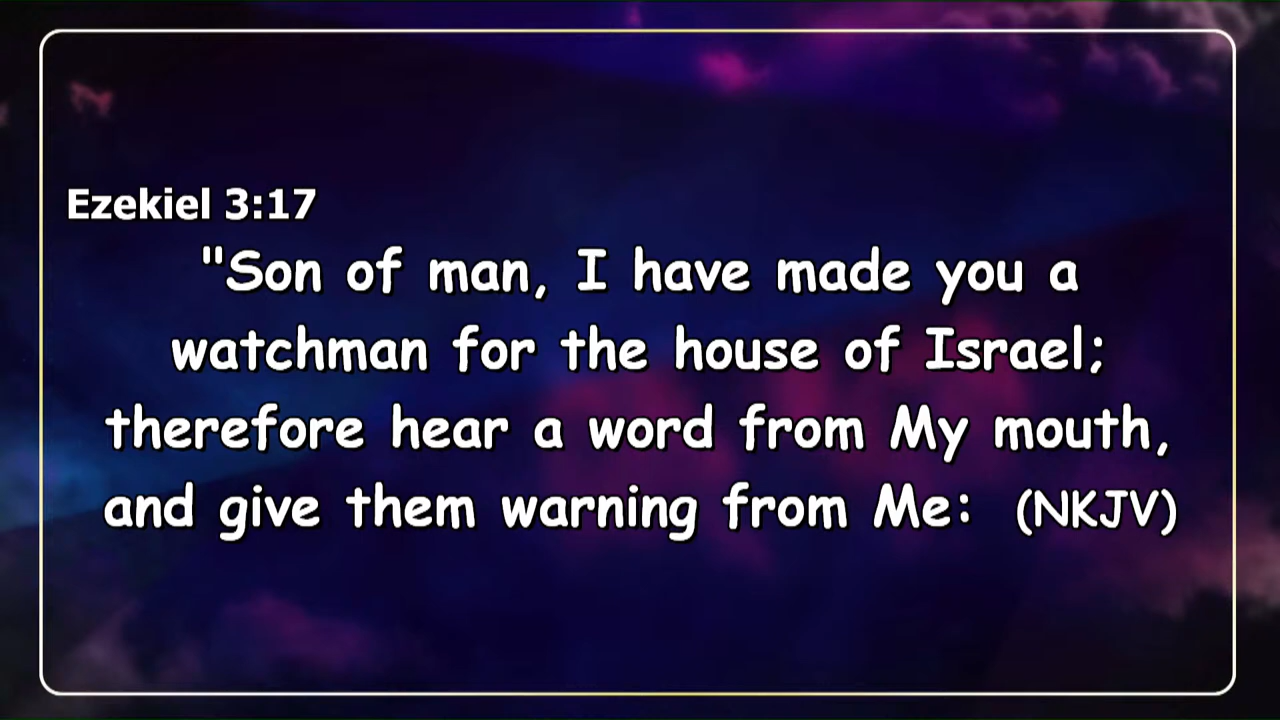 Ezekiel 3:17
"Son of man, I have made you a
watchman for the house of Israel;
therefore hear a word from My mouth,
and give them warning from Me: (NKJV)